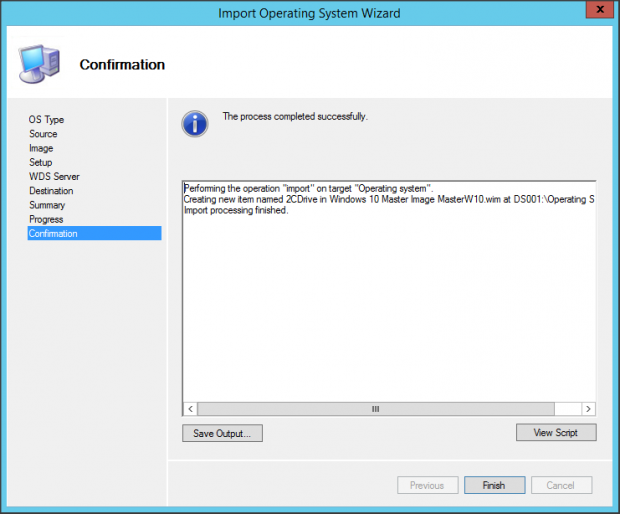 Import Operating System Wizard
x
Confirmation
OS Type
Source
Image
Setup
WDS Server
Destination
Summary
Progress
Confirmation
The process completed successfully.
Performing the operation "import" on target "Operating system".
Creating new item named 2CDrive in Windows 10 Master Image MasterW10.wim at DS001:\Operating S
Import processing finished.
Save Output...
View Script
Previous
Finish
Cancel